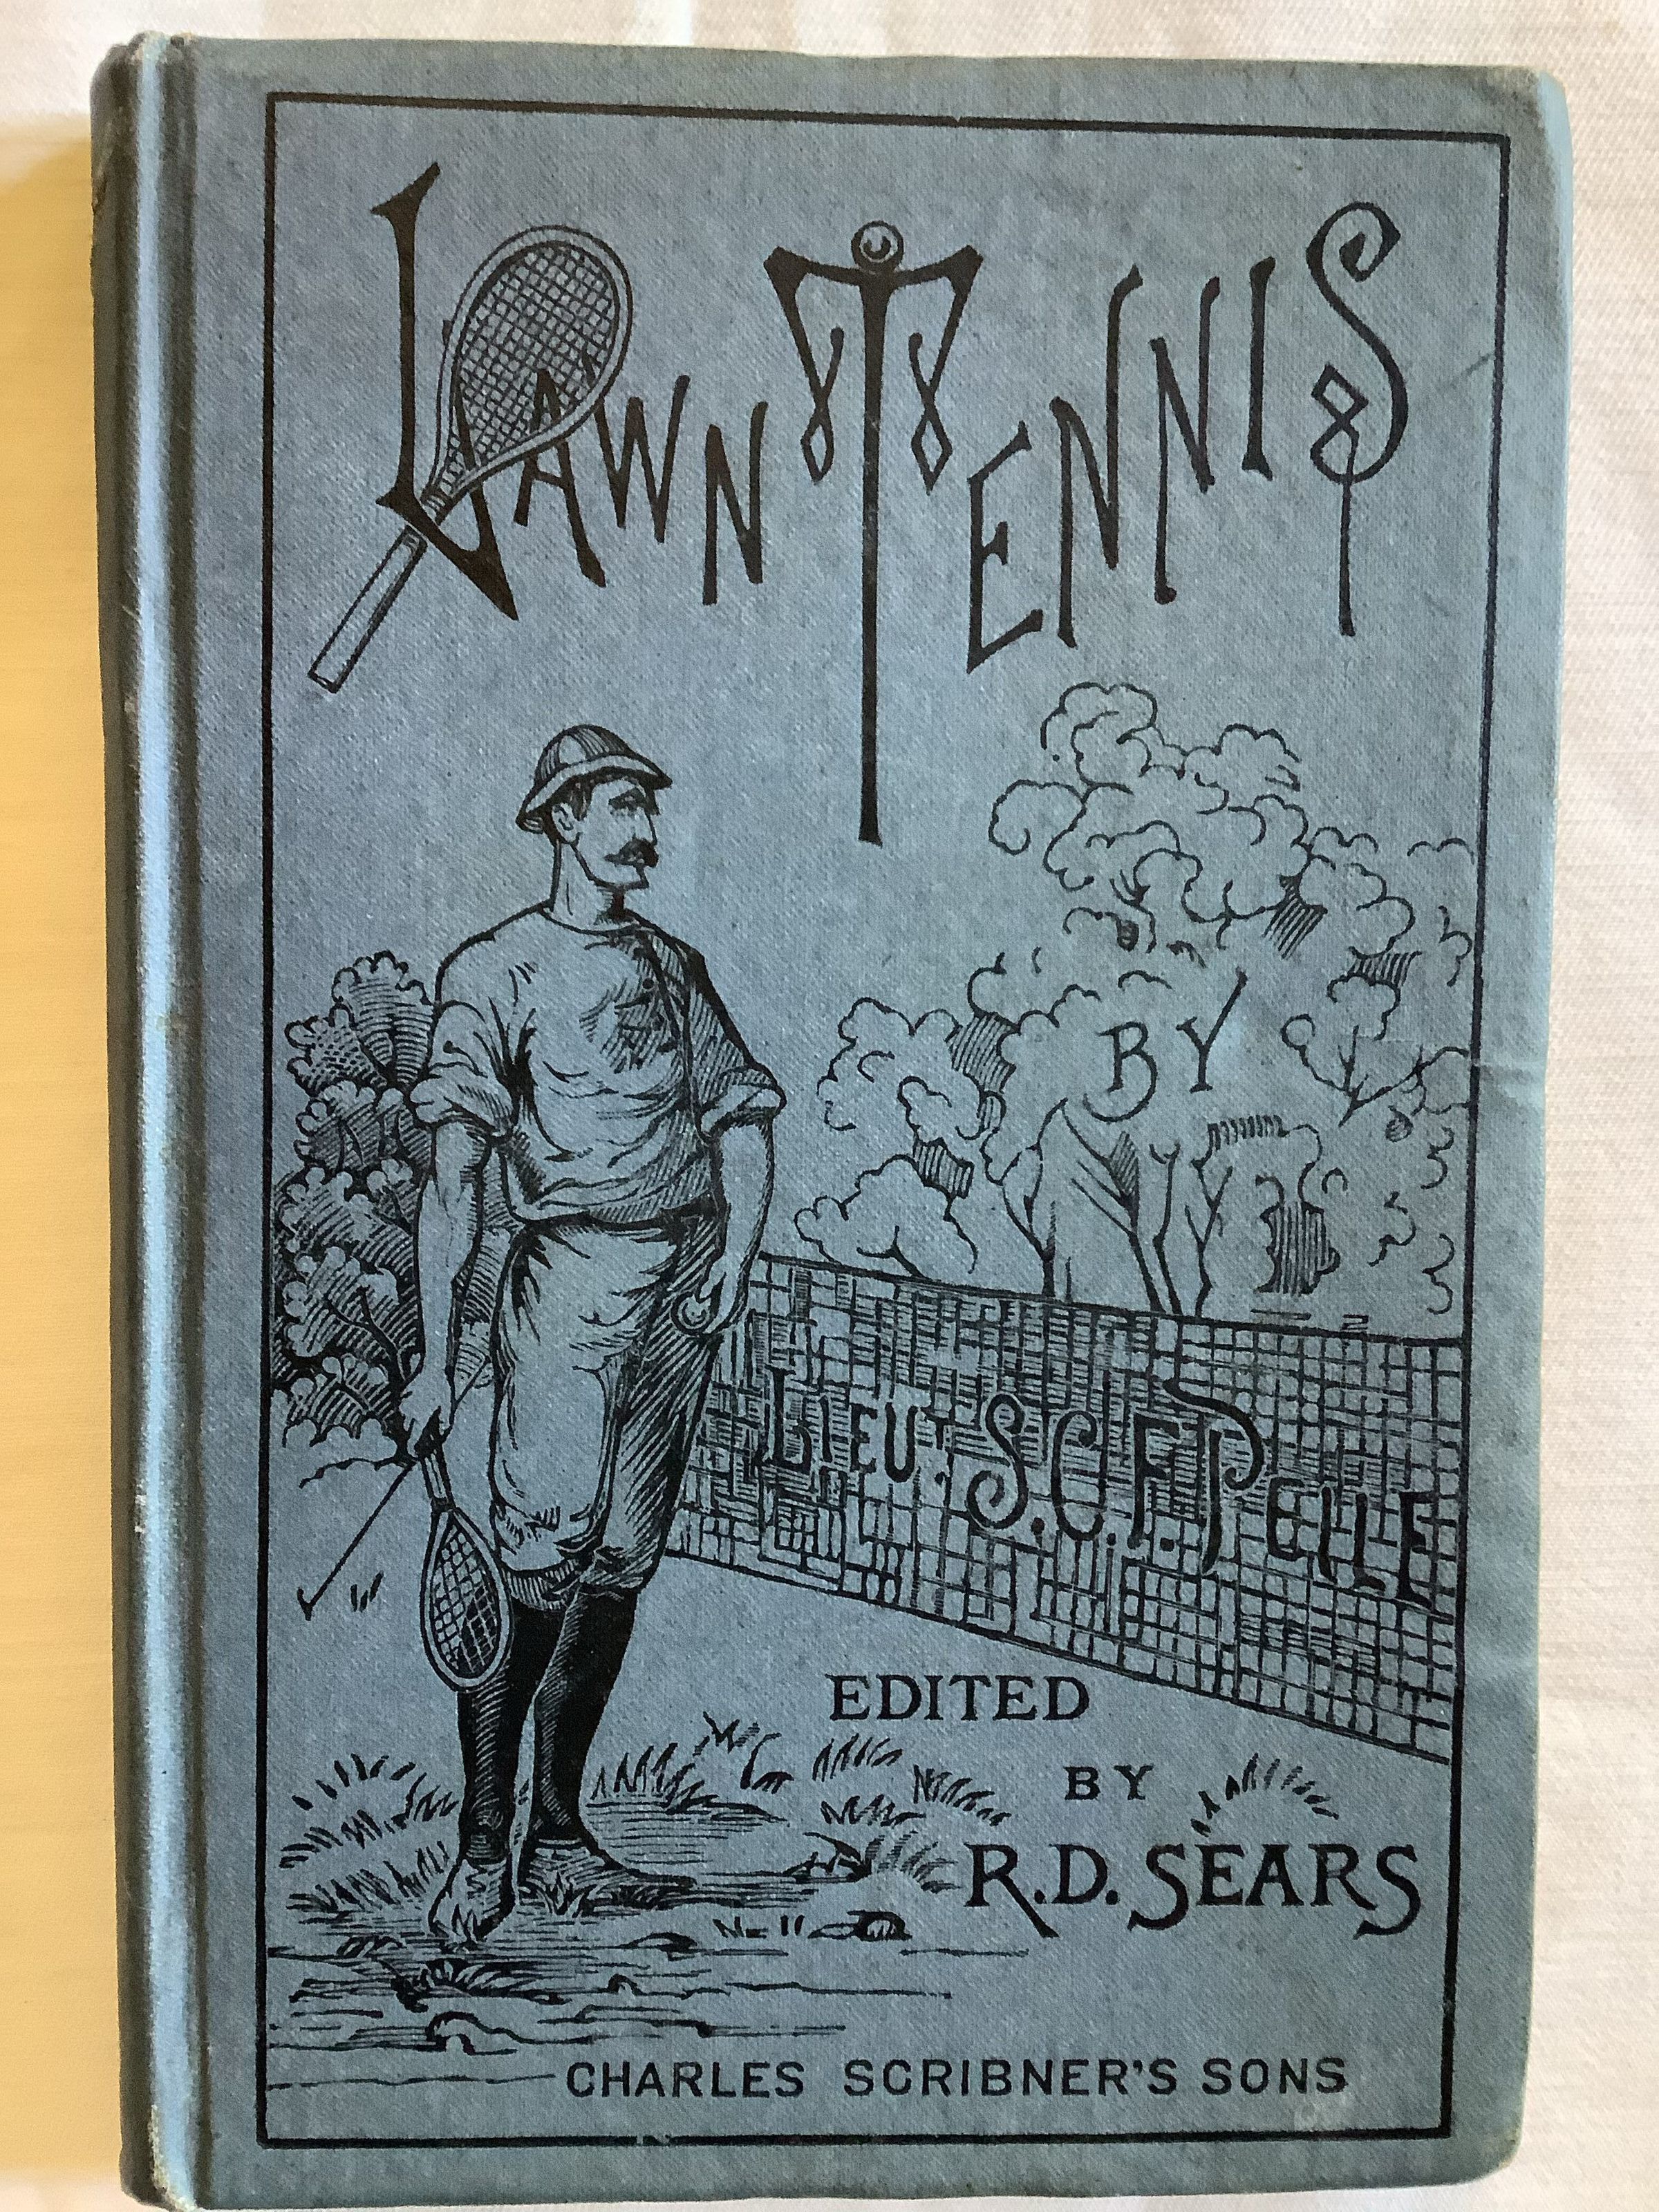 LAWN TENNIS
BY
LIEUT. S.C.F. PEILE
EDITED
BY
R.D. SEARS
CHARLES SCRIBNER'S SONS